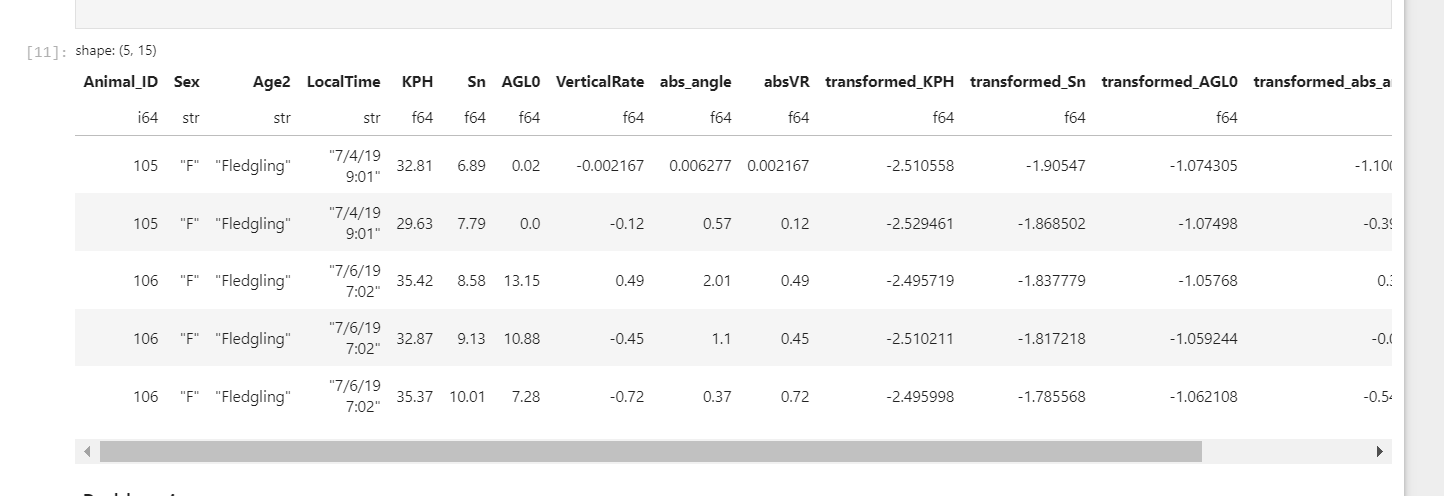 [11]: shape: (5, 15)
Animal_ID Sex Age2 LocalTime KPH Sn AGL0 VerticalRate abs_angle absVR transformed_KPH transformed_Sn transformed_AGL0
i64 str str str f64 f64 f64 f64 f64 f64 f64 f64 f64
105 "F" "Fledgling" "7/4/19 9:01" 32.81 6.89 0.02 -0.002167 0.006277 0.002167 -2.510558 -1.90547 -1.074305
105 "F" "Fledgling" "7/4/19 9:01" 29.63 7.79 0.0 -0.12 0.57 0.12 -2.529461 -1.868502 -1.07498
106 "F" "Fledgling" "7/6/19 7:02" 35.42 8.58 13.15 0.49 2.01 0.49 -2.495719 -1.837779 -1.05768
106 "F" "Fledgling" "7/6/19 7:02" 32.87 9.13 10.88 -0.45 1.1 0.45 -2.510211 -1.817218 -1.059244
106 "F" "Fledgling" "7/6/19 7:02" 35.37 10.01 7.28 -0.72 0.37 0.72 -2.495998 -1.785568 -1.062108